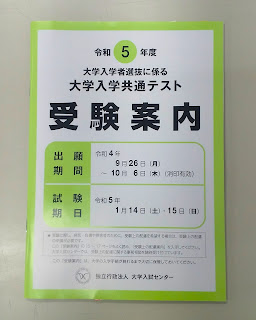 令和 5 年度
大学入学者選抜に係る
大学入学共通テスト
受験案内
出願期間
令和4年
9月26日(月)
～10月 6日(木)(消印有効)
試験期日
令和5年
1月14日(土)・15日(日)
独立行政法人 大学入試センター